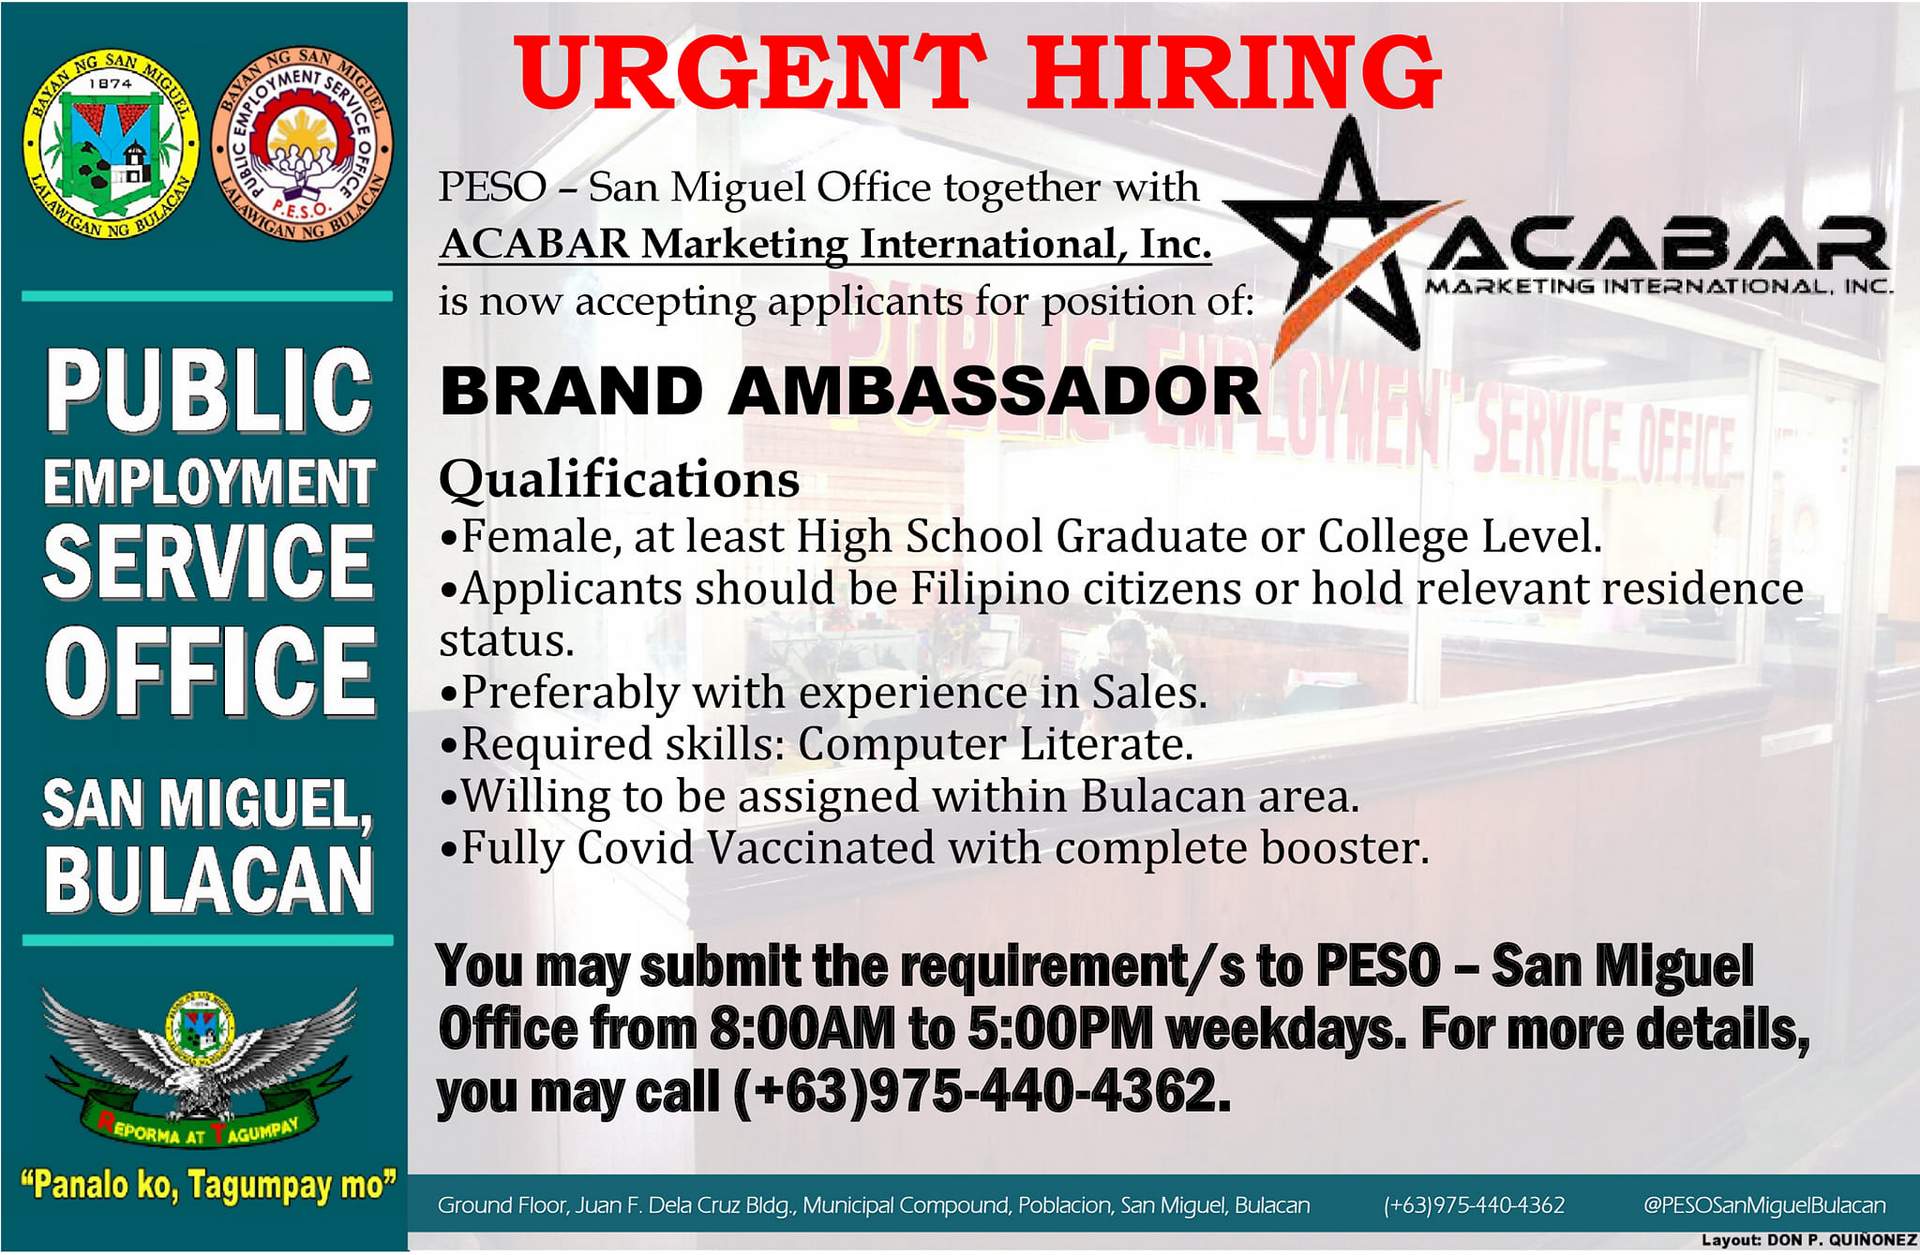 BAYAN NG SAN MIGUEL
1874
LALAWIGAN NG BULACAN
BAYAN NG SAN MIGUEL
PUBLIC EMPLOYMENT SERVICE OFFICE
P.E.S.O.
LALAWIGAN NG BULACAN
PUBLIC
EMPLOYMENT
SERVICE
OFFICE
SAN MIGUEL,
BULACAN
REPORMA AT TAGUMPAY
“Panalo ko, Tagumpay mo”
URGENT HIRING
PESO – San Miguel Office together with
ACABAR Marketing International, Inc.
is now accepting applicants for position of:
ACABAR
MARKETING INTERNATIONAL, INC.
PUBLIC EMPLOYMENT SERVICE OFFICE
BRAND AMBASSADOR
Qualifications
•Female, at least High School Graduate or College Level.
•Applicants should be Filipino citizens or hold relevant residence
status.
•Preferably with experience in Sales.
•Required skills: Computer Literate.
•Willing to be assigned within Bulacan area.
•Fully Covid Vaccinated with complete booster.
You may submit the requirement/s to PESO – San Miguel
Office from 8:00AM to 5:00PM weekdays. For more details,
you may call (+63)975-440-4362.
Ground Floor, Juan F. Dela Cruz Bldg., Municipal Compound, Poblacion, San Miguel, Bulacan (+63)975-440-4362 @PESOSanMiguelBulacan
Layout: DON P. QUIÑONEZ